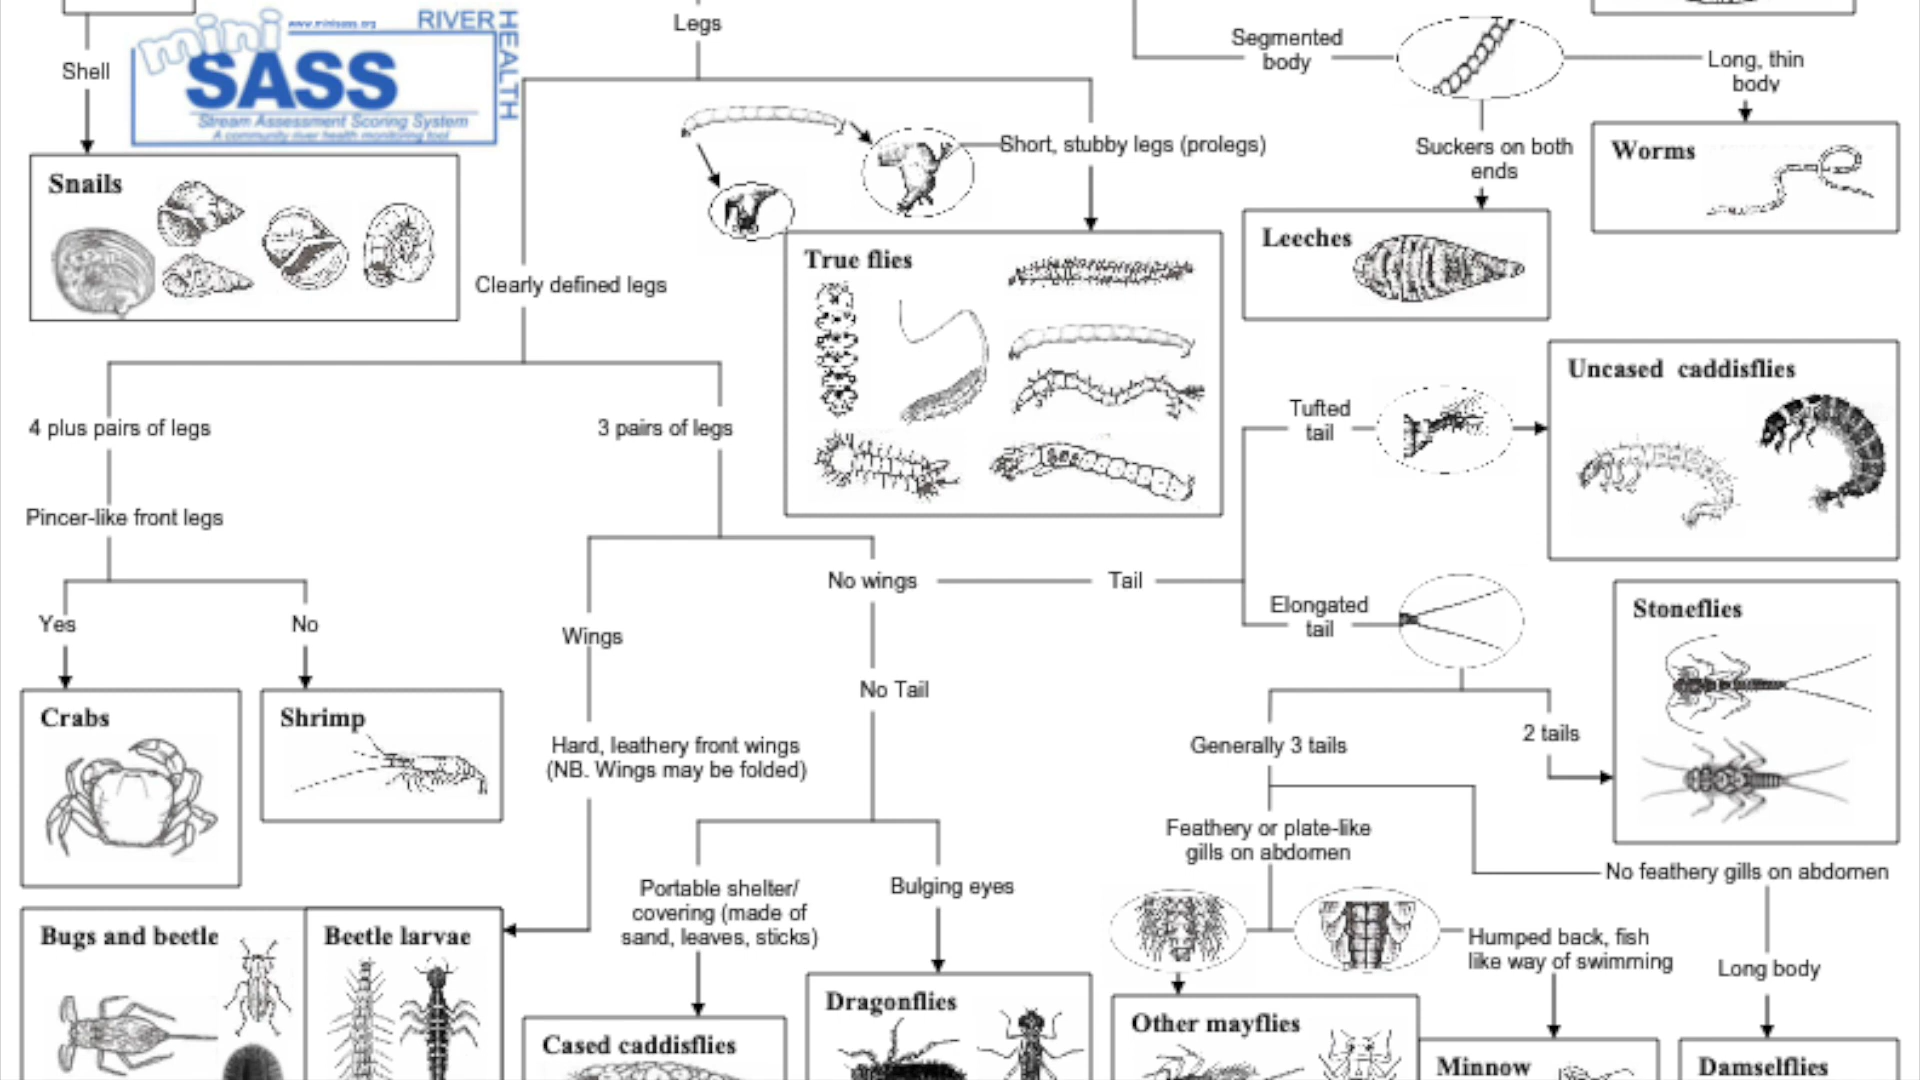 Legs
www.minisass.org
RIVER
HEALTH
mini
SASS
Stream Assessment Scoring System
A community river health monitoring tool
Shell
Segmented
body
Long, thin
body
Short, stubby legs (prolegs)
Suckers on both
ends
Worms
Snails
Leeches
True flies
Clearly defined legs
Uncased caddisflies
Tufted
tail
4 plus pairs of legs
3 pairs of legs
Pincer-like front legs
No wings
Tail
Elongated
tail
Stoneflies
Yes
No
Wings
No Tail
Crabs
Shrimp
Hard, leathery front wings
(NB. Wings may be folded)
Generally 3 tails
2 tails
Feathery or plate-like
gills on abdomen
No feathery gills on abdomen
Portable shelter/
covering (made of
sand, leaves, sticks)
Bulging eyes
Bugs and beetle
Beetle larvae
Humped back, fish
like way of swimming
Long body
Dragonflies
Other mayflies
Cased caddisflies
Minnow
Damselflies